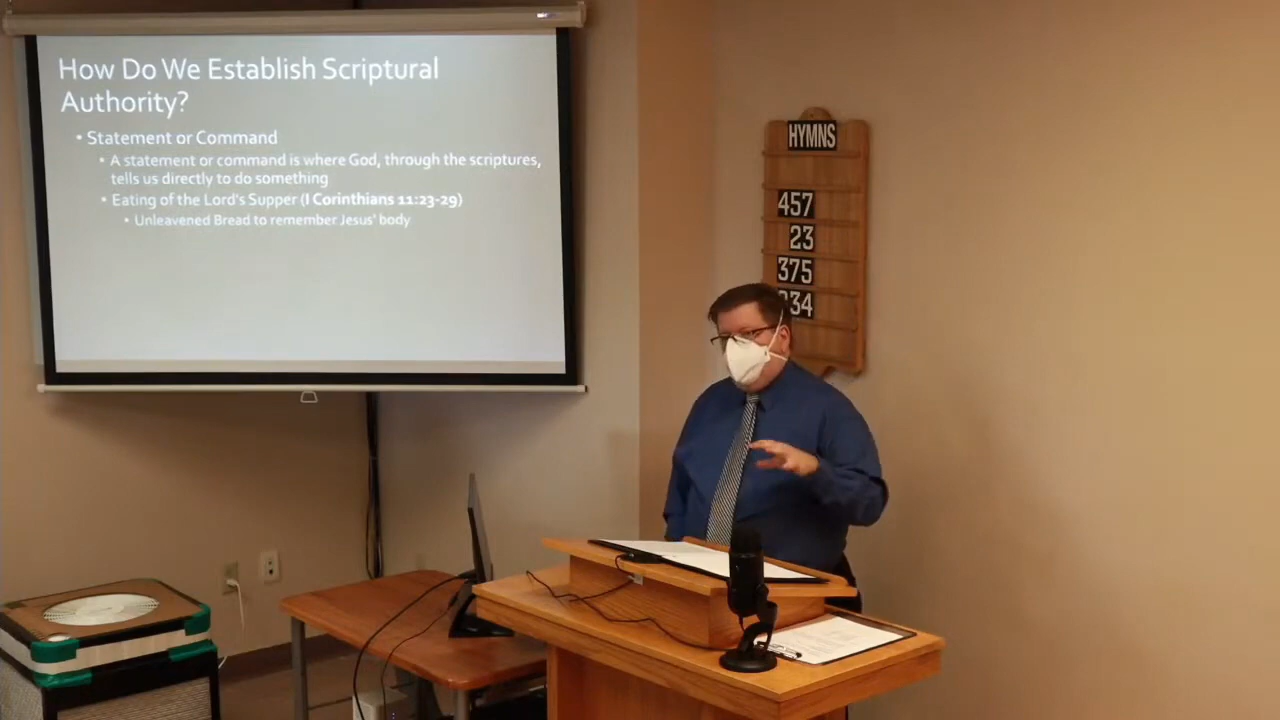 How Do We Establish Scriptural
Authority?
• Statement or Command
• A statement or command is where God, through the scriptures,
tells us directly to do something
• Eating of the Lord's Supper (I Corinthians 11:23-29)
• Unleavened Bread to remember Jesus' body
HYMNS
457
23
375
34